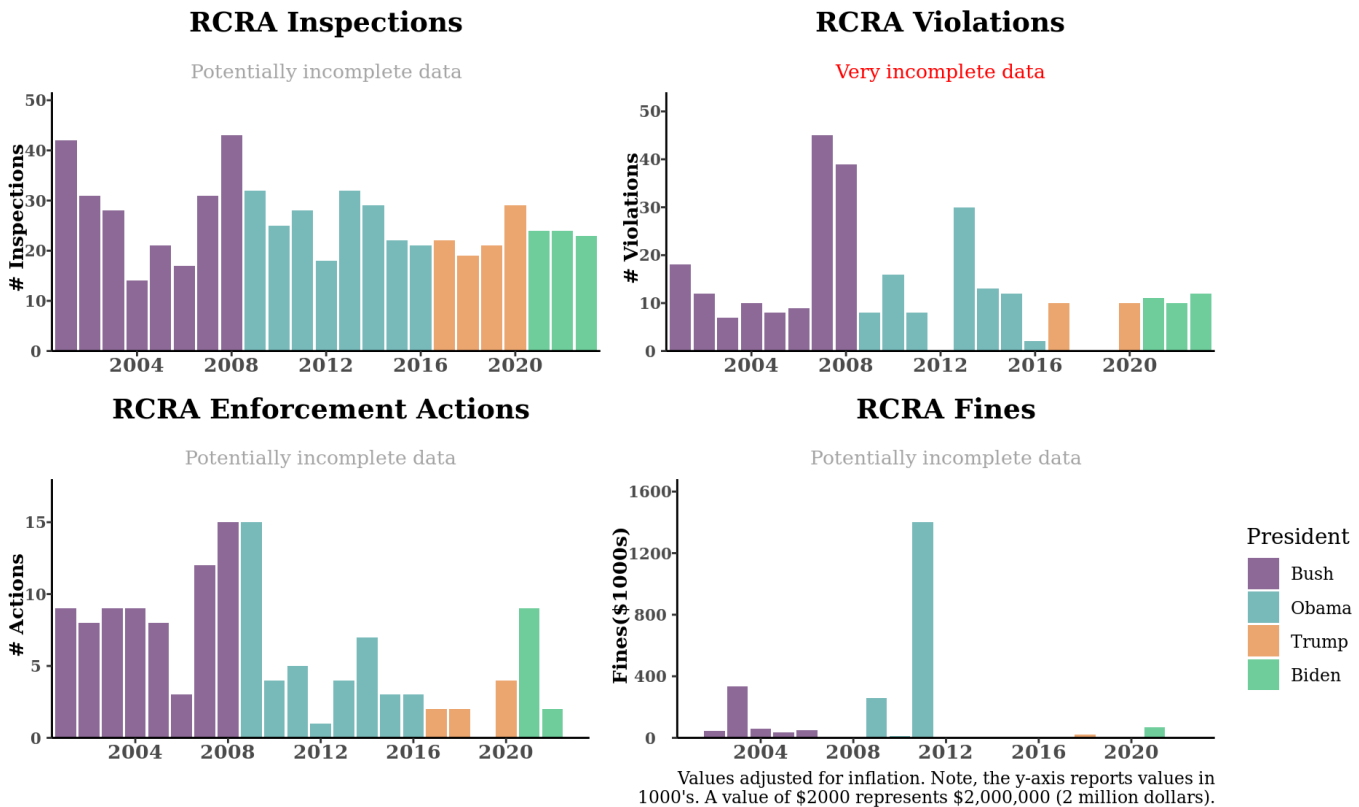 RCRA Inspections
Potentially incomplete data
# Inspections
50
40
30
20
10
0
2004 2008 2012 2016 2020
RCRA Violations
Very incomplete data
# Violations
50
40
30
20
10
0
2004 2008 2012 2016 2020
RCRA Enforcement Actions
Potentially incomplete data
# Actions
15
10
5
0
2004 2008 2012 2016 2020
RCRA Fines
Potentially incomplete data
Fines($1000s)
1600
1200
800
400
0
2004 2008 2012 2016 2020
President
Bush
Obama
Trump
Biden
Values adjusted for inflation. Note, the y-axis reports values in
1000's. A value of $2000 represents $2,000,000 (2 million dollars).